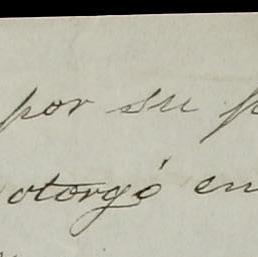 por su
otorgó en